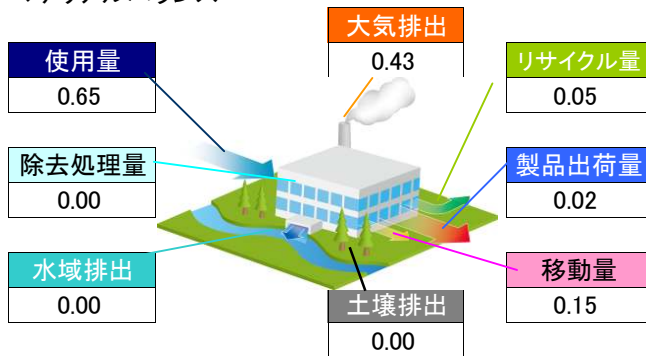 大気排出
0.43
使用量
0.65
リサイクル量
0.05
除去処理量
0.00
製品出荷量
0.02
水域排出
0.00
移動量
0.15
土壌排出
0.00